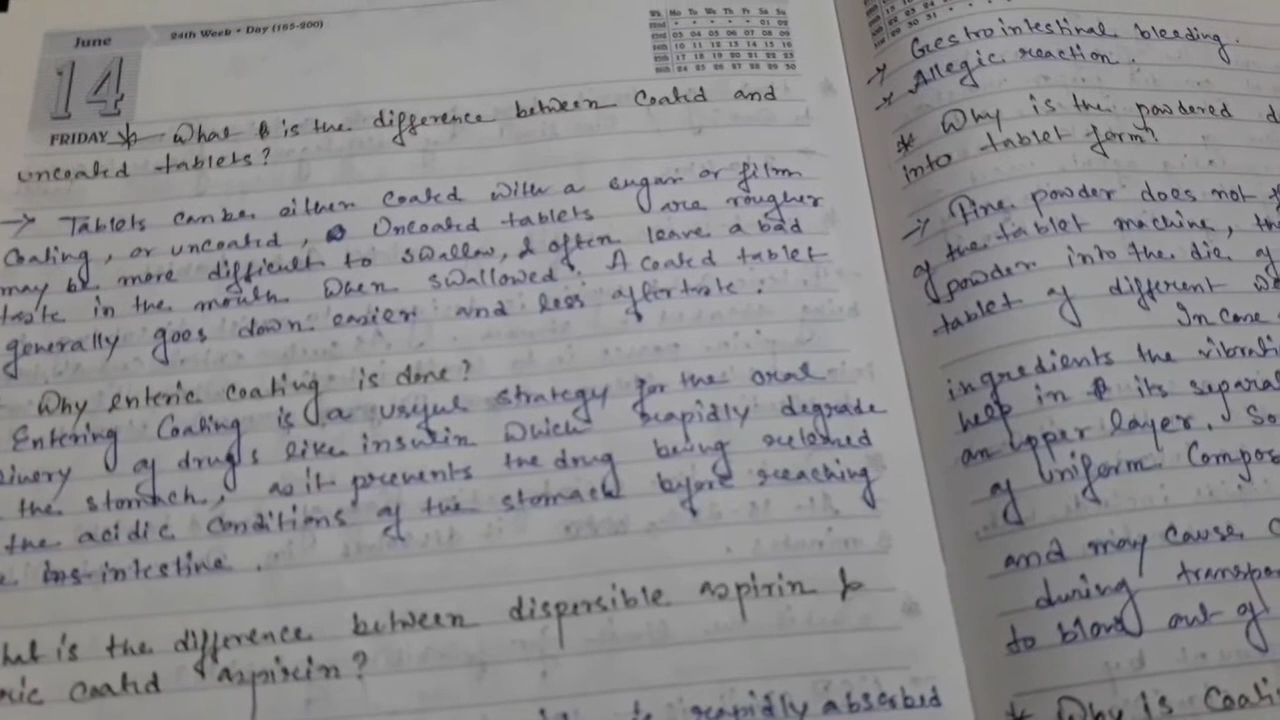 June
24th Week • Day (165-200)
14
FRIDAY
* What is the difference between coated and
uncoated tablets?
→ Tablets can be either coated with a sugar or film
Coating, or uncoated, Uncoated tablets are rougher
may be more difficult to swallow, & often leave a bad
taste in the mouth when swallowed. A coated tablet
generally goes down easier and less aftertaste.
Why enteric coating is done?
Entering Coating is a useful strategy for the oral
of drugs like insulin which rapidly degrade
the stomach, as it prevents the drug being released
the acidic conditions of the stomach before reaching
ins-intestine.
is the difference between dispersible aspirin &
coated aspirin?
rapidly absorbed
→ Gestrointestinal bleeding.
→ Allegic reaction.
* Why is the powdered
into tablet form?
→ Fine powder does not
of the tablet machine,
powder into the die of
tablet of different
In case
ingredients the
help in its
an upper layer. So
of Uniform
and may cause
during
to blow out of
* Why is